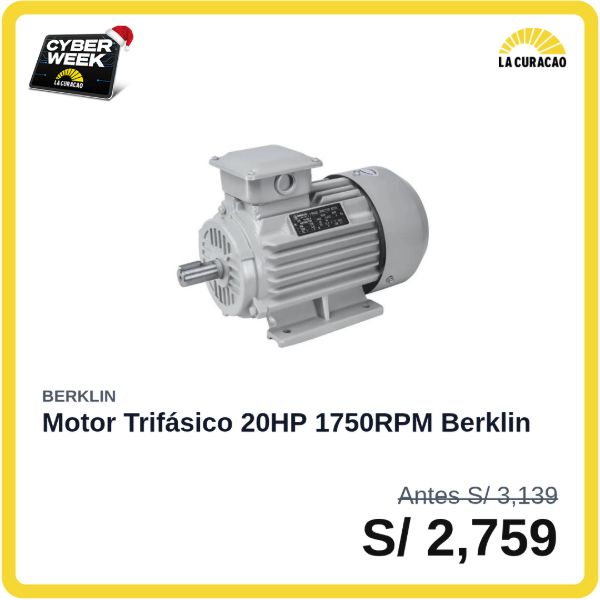 CYBER
WEEK
LA CURACAO
LA CURACAO
BERKLIN
Motor Trifásico 20HP 1750RPM Berklin
Antes S/ 3,139
S/ 2,759